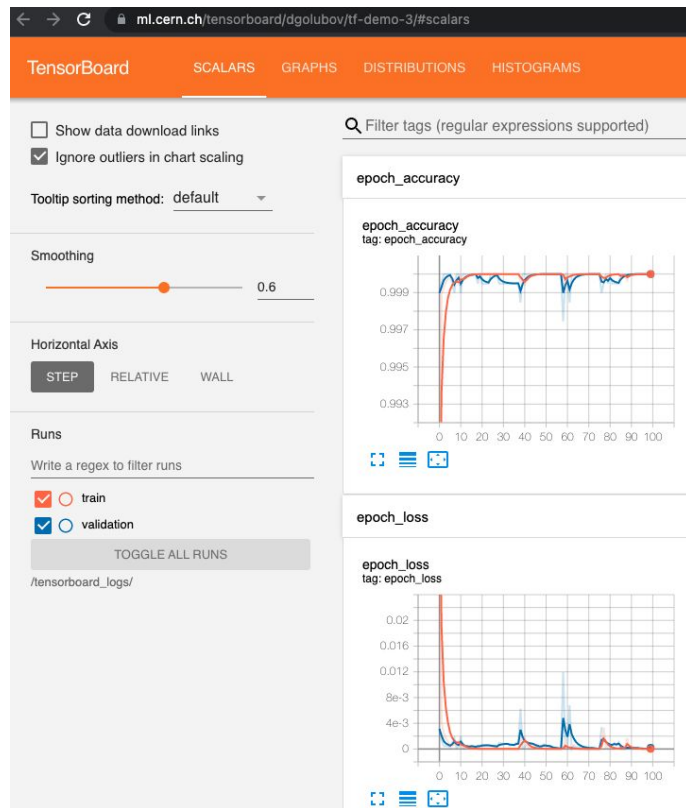 ml.cern.ch/tensorboard/dgolubov/tf-demo-3/#scalars
TensorBoard SCALARS GRAPHS DISTRIBUTIONS HISTOGRAMS
Show data download links
Ignore outliers in chart scaling
Tooltip sorting method: default
Smoothing
0.6
Horizontal Axis
STEP RELATIVE WALL
Runs
Write a regex to filter runs
train
validation
TOGGLE ALL RUNS
/tensorboard_logs/
Filter tags (regular expressions supported)
epoch_accuracy
epoch_accuracy
tag: epoch_accuracy
0.999
0.997
0.995
0.993
0 10 20 30 40 50 60 70 80 90 100
epoch_loss
epoch_loss
tag: epoch_loss
0.02
0.016
0.012
8e-3
4e-3
0
0 10 20 30 40 50 60 70 80 90 100